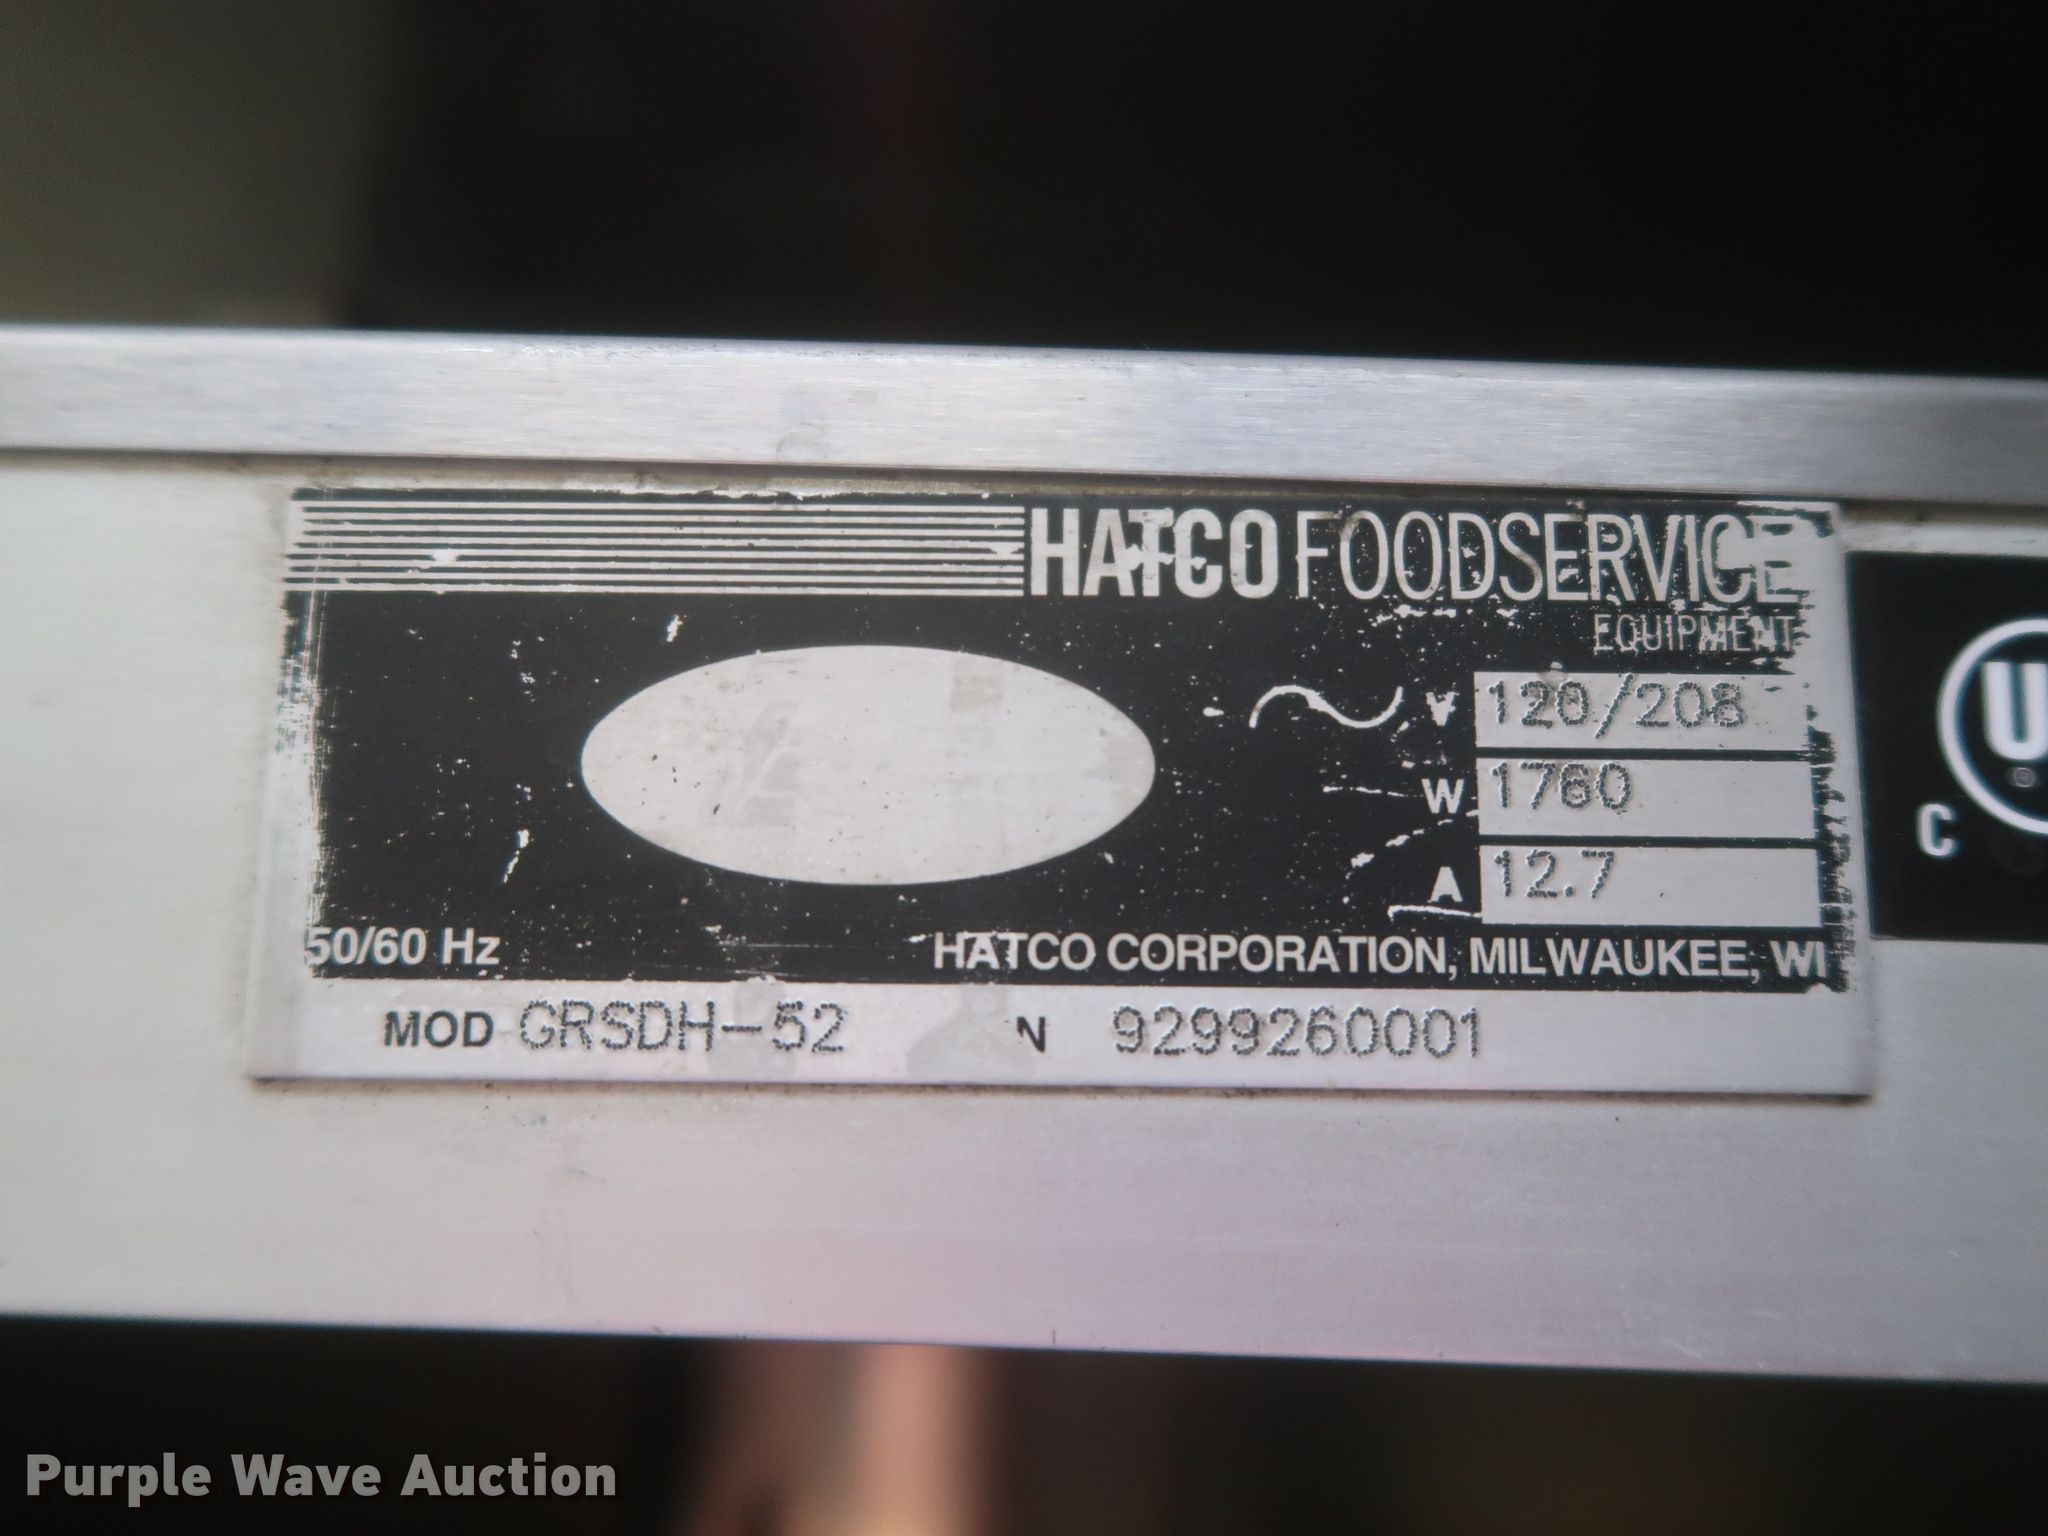 HATCO FOODSERVICE
EQUIPMENT
V 120/208
W 1760
A 12.7
50/60 Hz
HATCO CORPORATION, MILWAUKEE, WI
MOD GRSDH-52 N 9299260001
C U ®
Purple Wave Auction